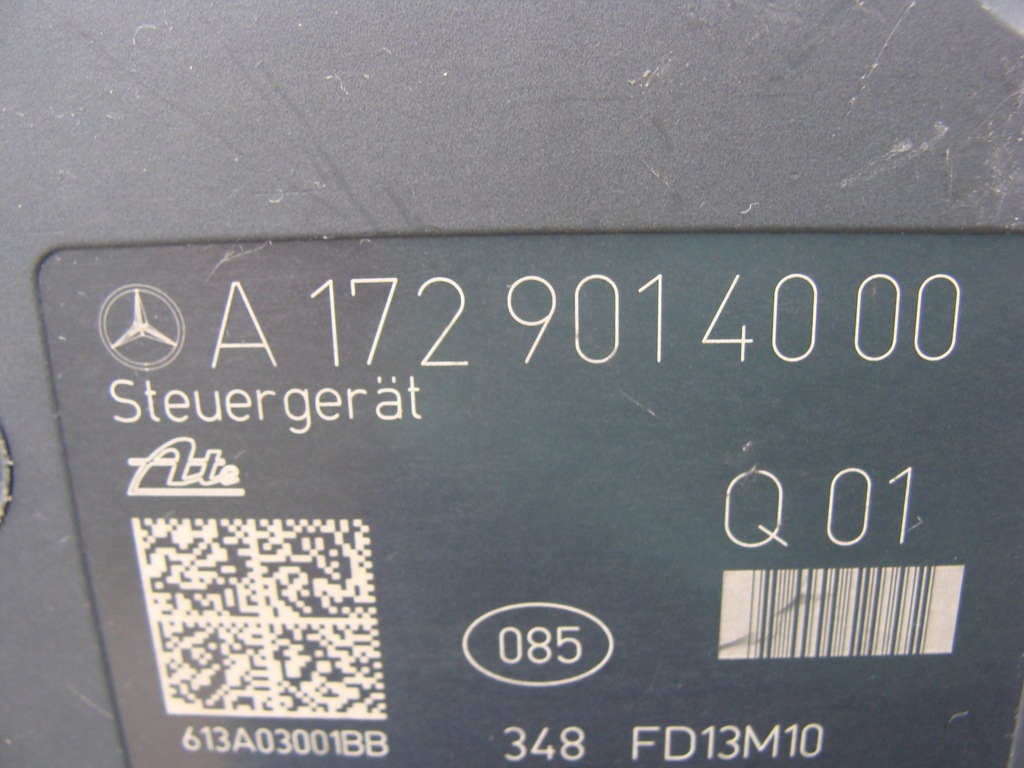 A 172 901 40 00
Steuergerät
Ate
Q 01
085
613A03001BB
348 FD13M10